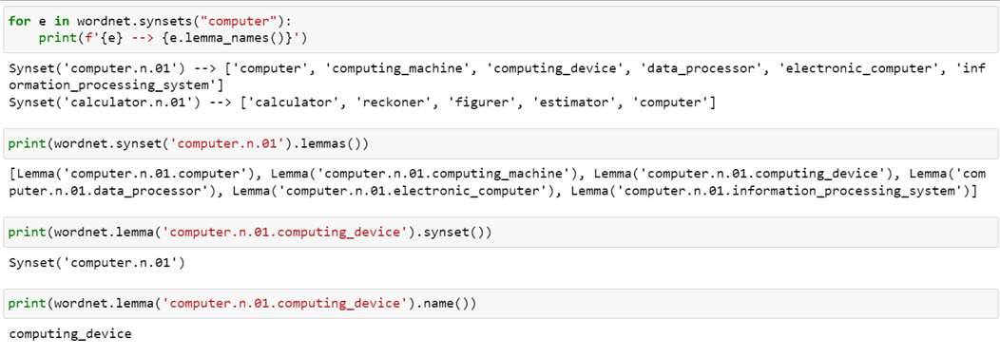 for e in wordnet.synsets("computer"):
    print(f'{e} --> {e.lemma_names()}')
Synset('computer.n.01') --> ['computer', 'computing_machine', 'computing_device', 'data_processor', 'electronic_computer', 'inf
ormation_processing_system']
Synset('calculator.n.01') --> ['calculator', 'reckoner', 'figurer', 'estimator', 'computer']
print(wordnet.synset('computer.n.01').lemmas())
[Lemma('computer.n.01.computer'), Lemma('computer.n.01.computing_machine'), Lemma('computer.n.01.computing_device'), Lemma('com
puter.n.01.data_processor'), Lemma('computer.n.01.electronic_computer'), Lemma('computer.n.01.information_processing_system')]
print(wordnet.lemma('computer.n.01.computing_device').synset())
Synset('computer.n.01')
print(wordnet.lemma('computer.n.01.computing_device').name())
computing_device